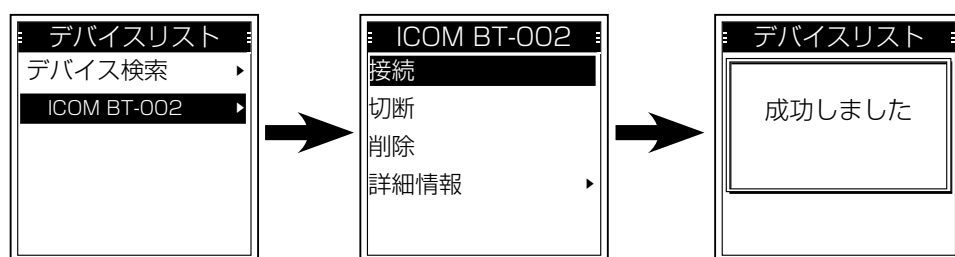 デバイスリスト
デバイス検索
ICOM BT-002
ICOM BT-002
接続
切断
削除
詳細情報
デバイスリスト
成功しました